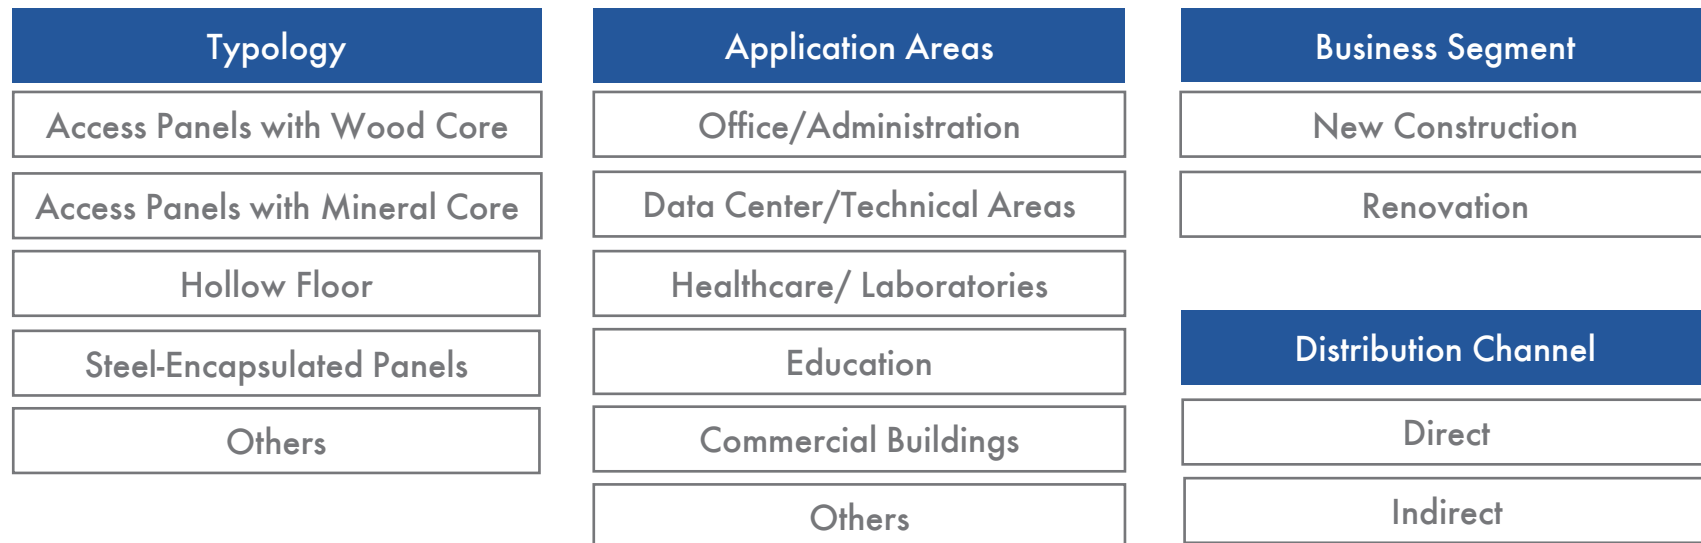 Typology
Access Panels with Wood Core
Access Panels with Mineral Core
Hollow Floor
Steel-Encapsulated Panels
Others
Application Areas
Office/Administration
Data Center/Technical Areas
Healthcare/ Laboratories
Education
Commercial Buildings
Others
Business Segment
New Construction
Renovation
Distribution Channel
Direct
Indirect